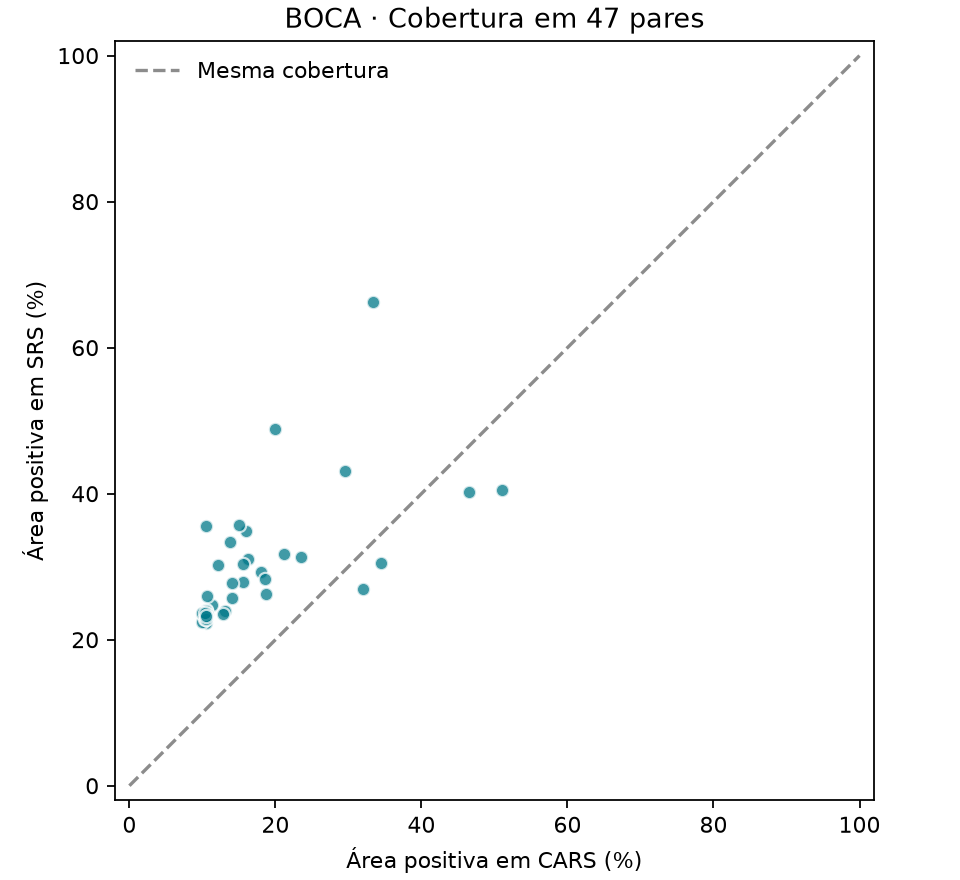 BOCA · Cobertura em 47 pares
Mesma cobertura
Área positiva em SRS (%)
100
80
60
40
20
0
0 20 40 60 80 100
Área positiva em CARS (%)